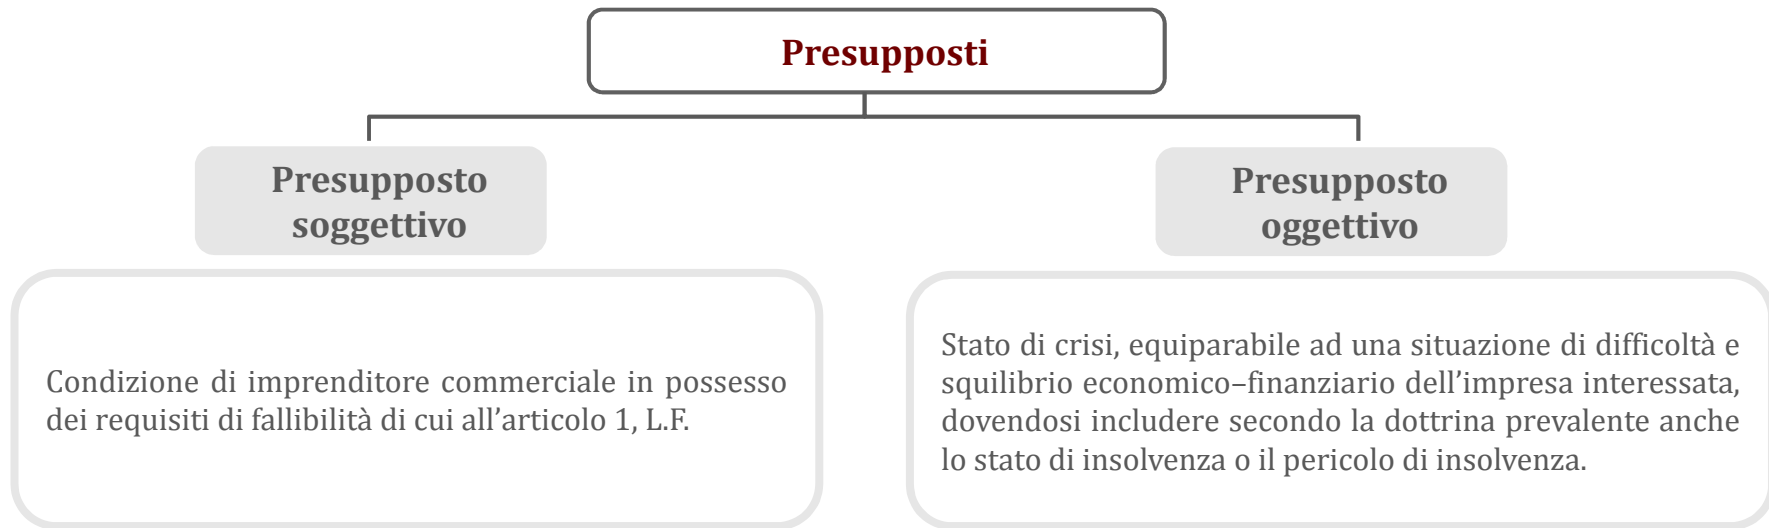 Presupposti
Presupposto
soggettivo
Condizione di imprenditore commerciale in possesso
dei requisiti di fallibilità di cui all’articolo 1, L.F.
Presupposto
oggettivo
Stato di crisi, equiparabile ad una situazione di difficoltà e
squilibrio economico–finanziario dell’impresa interessata,
dovendosi includere secondo la dottrina prevalente anche
lo stato di insolvenza o il pericolo di insolvenza.